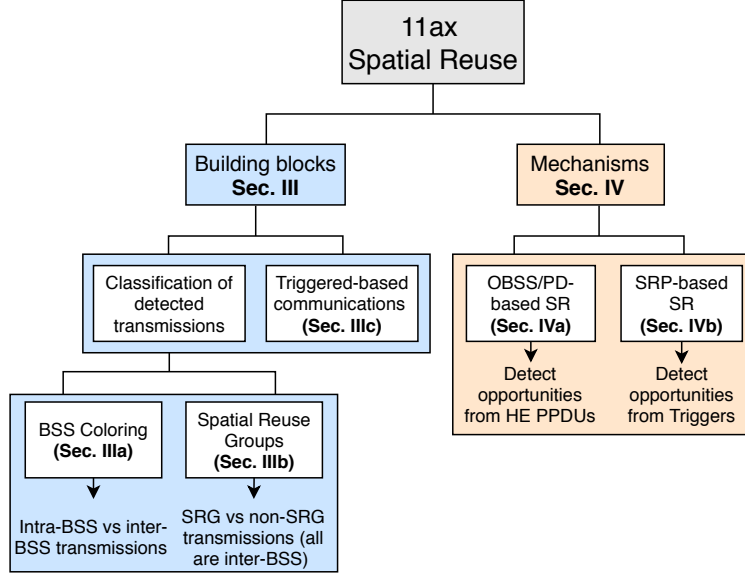 11ax
Spatial Reuse
Building blocks
Sec. III
Mechanisms
Sec. IV
Classification of
detected
transmissions
Triggered-based
communications
(Sec. IIIc)
OBSS/PD-
based SR
(Sec. IVa)
SRP-based
SR
(Sec. IVb)
Detect
opportunities
from HE PPDUs
Detect
opportunities
from Triggers
BSS Coloring
(Sec. IIIa)
Spatial Reuse
Groups
(Sec. IIIb)
Intra-BSS vs inter-
BSS transmissions
SRG vs non-SRG
transmissions (all
are inter-BSS)